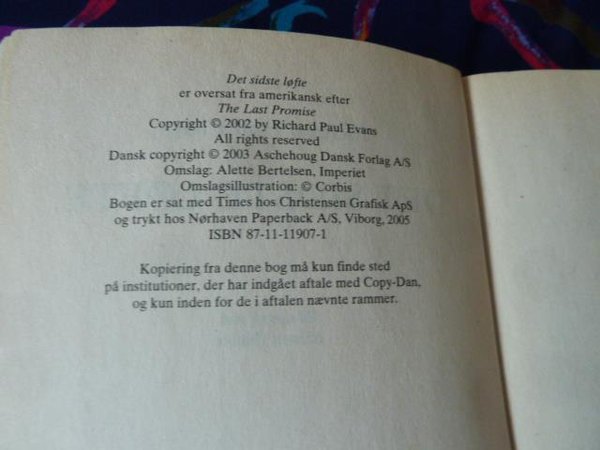 Det sidste løfte
er oversat fra amerikansk efter
The Last Promise
Copyright © 2002 by Richard Paul Evans
All rights reserved
Dansk copyright © 2003 Aschehoug Dansk Forlag A/S
Omslag: Alette Bertelsen, Imperiet
Omslagsillustration: © Corbis
Bogen er sat med Times hos Christensen Grafisk ApS
og trykt hos Nørhaven Paperback A/S, Viborg, 2005
ISBN 87-11-11907-1
Kopiering fra denne bog må kun finde sted
på institutioner, der har indgået aftale med Copy-Dan,
og kun inden for de i aftalen nævnte rammer.